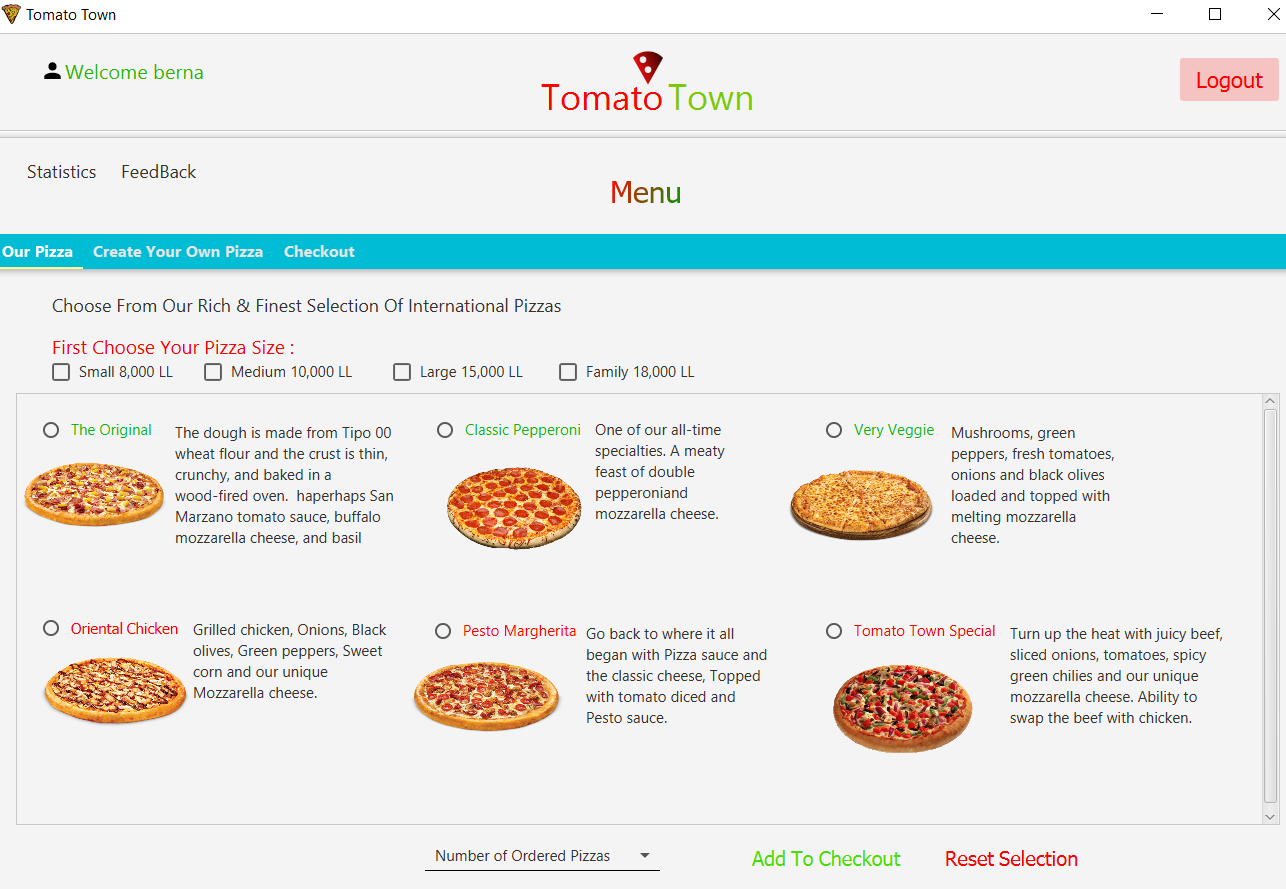 Tomato Town
Welcome berna
Tomato Town
Logout
Statistics FeedBack
Menu
Our Pizza Create Your Own Pizza Checkout
Choose From Our Rich & Finest Selection Of International Pizzas
First Choose Your Pizza Size :
Small 8,000 LL Medium 10,000 LL Large 15,000 LL Family 18,000 LL
The Original
The dough is made from Tipo 00
wheat flour and the crust is thin,
crunchy, and baked in a
wood-fired oven. haperhaps San
Marzano tomato sauce, buffalo
mozzarella cheese, and basil
Classic Pepperoni
One of our all-time
specialties. A meaty
feast of double
pepperoniand
mozzarella cheese.
Very Veggie
Mushrooms, green
peppers, fresh tomatoes,
onions and black olives
loaded and topped with
melting mozzarella
cheese.
Oriental Chicken
Grilled chicken, Onions, Black
olives, Green peppers, Sweet
corn and our unique
Mozzarella cheese.
Pesto Margherita
Go back to where it all
began with Pizza sauce and
the classic cheese, Topped
with tomato diced and
Pesto sauce.
Tomato Town Special
Turn up the heat with juicy beef,
sliced onions, tomatoes, spicy
green chilies and our unique
mozzarella cheese. Ability to
swap the beef with chicken.
Number of Ordered Pizzas
Add To Checkout
Reset Selection